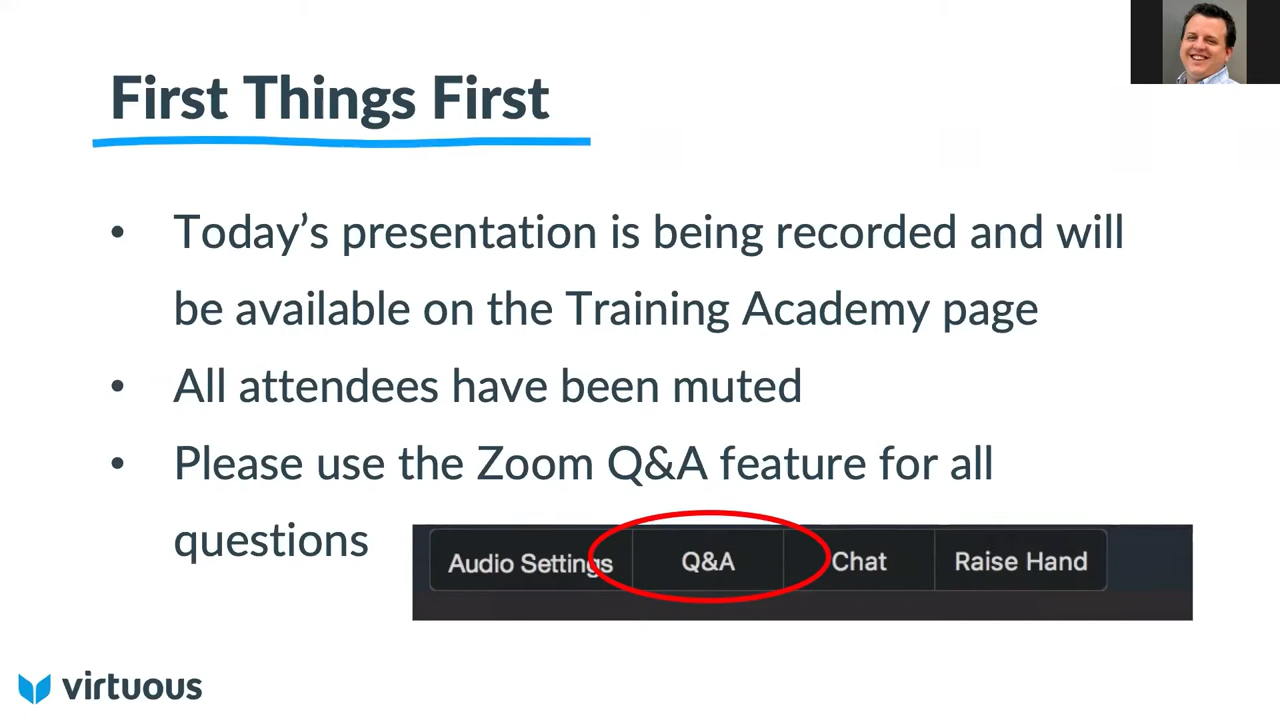 First Things First
• Today’s presentation is being recorded and will
be available on the Training Academy page
• All attendees have been muted
• Please use the Zoom Q&A feature for all
questions
Audio Settings Q&A Chat Raise Hand
virtuous